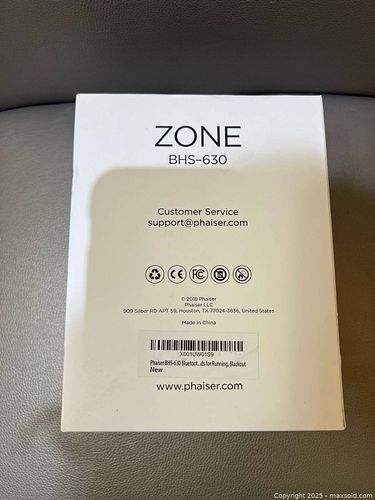 ZONE
BHS-630
Customer Service
support@phaiser.com
© 2018 Phaiser
Phaiser LLC
909 Silber RD APT 59, Houston, TX 77024-3636, United States
Made in China
X001UW01S9
Phaiser BHS-630 Bluetoot...ds for Running, Blackout
New
www.phaiser.com
Copyright 2025 - maxsold.com